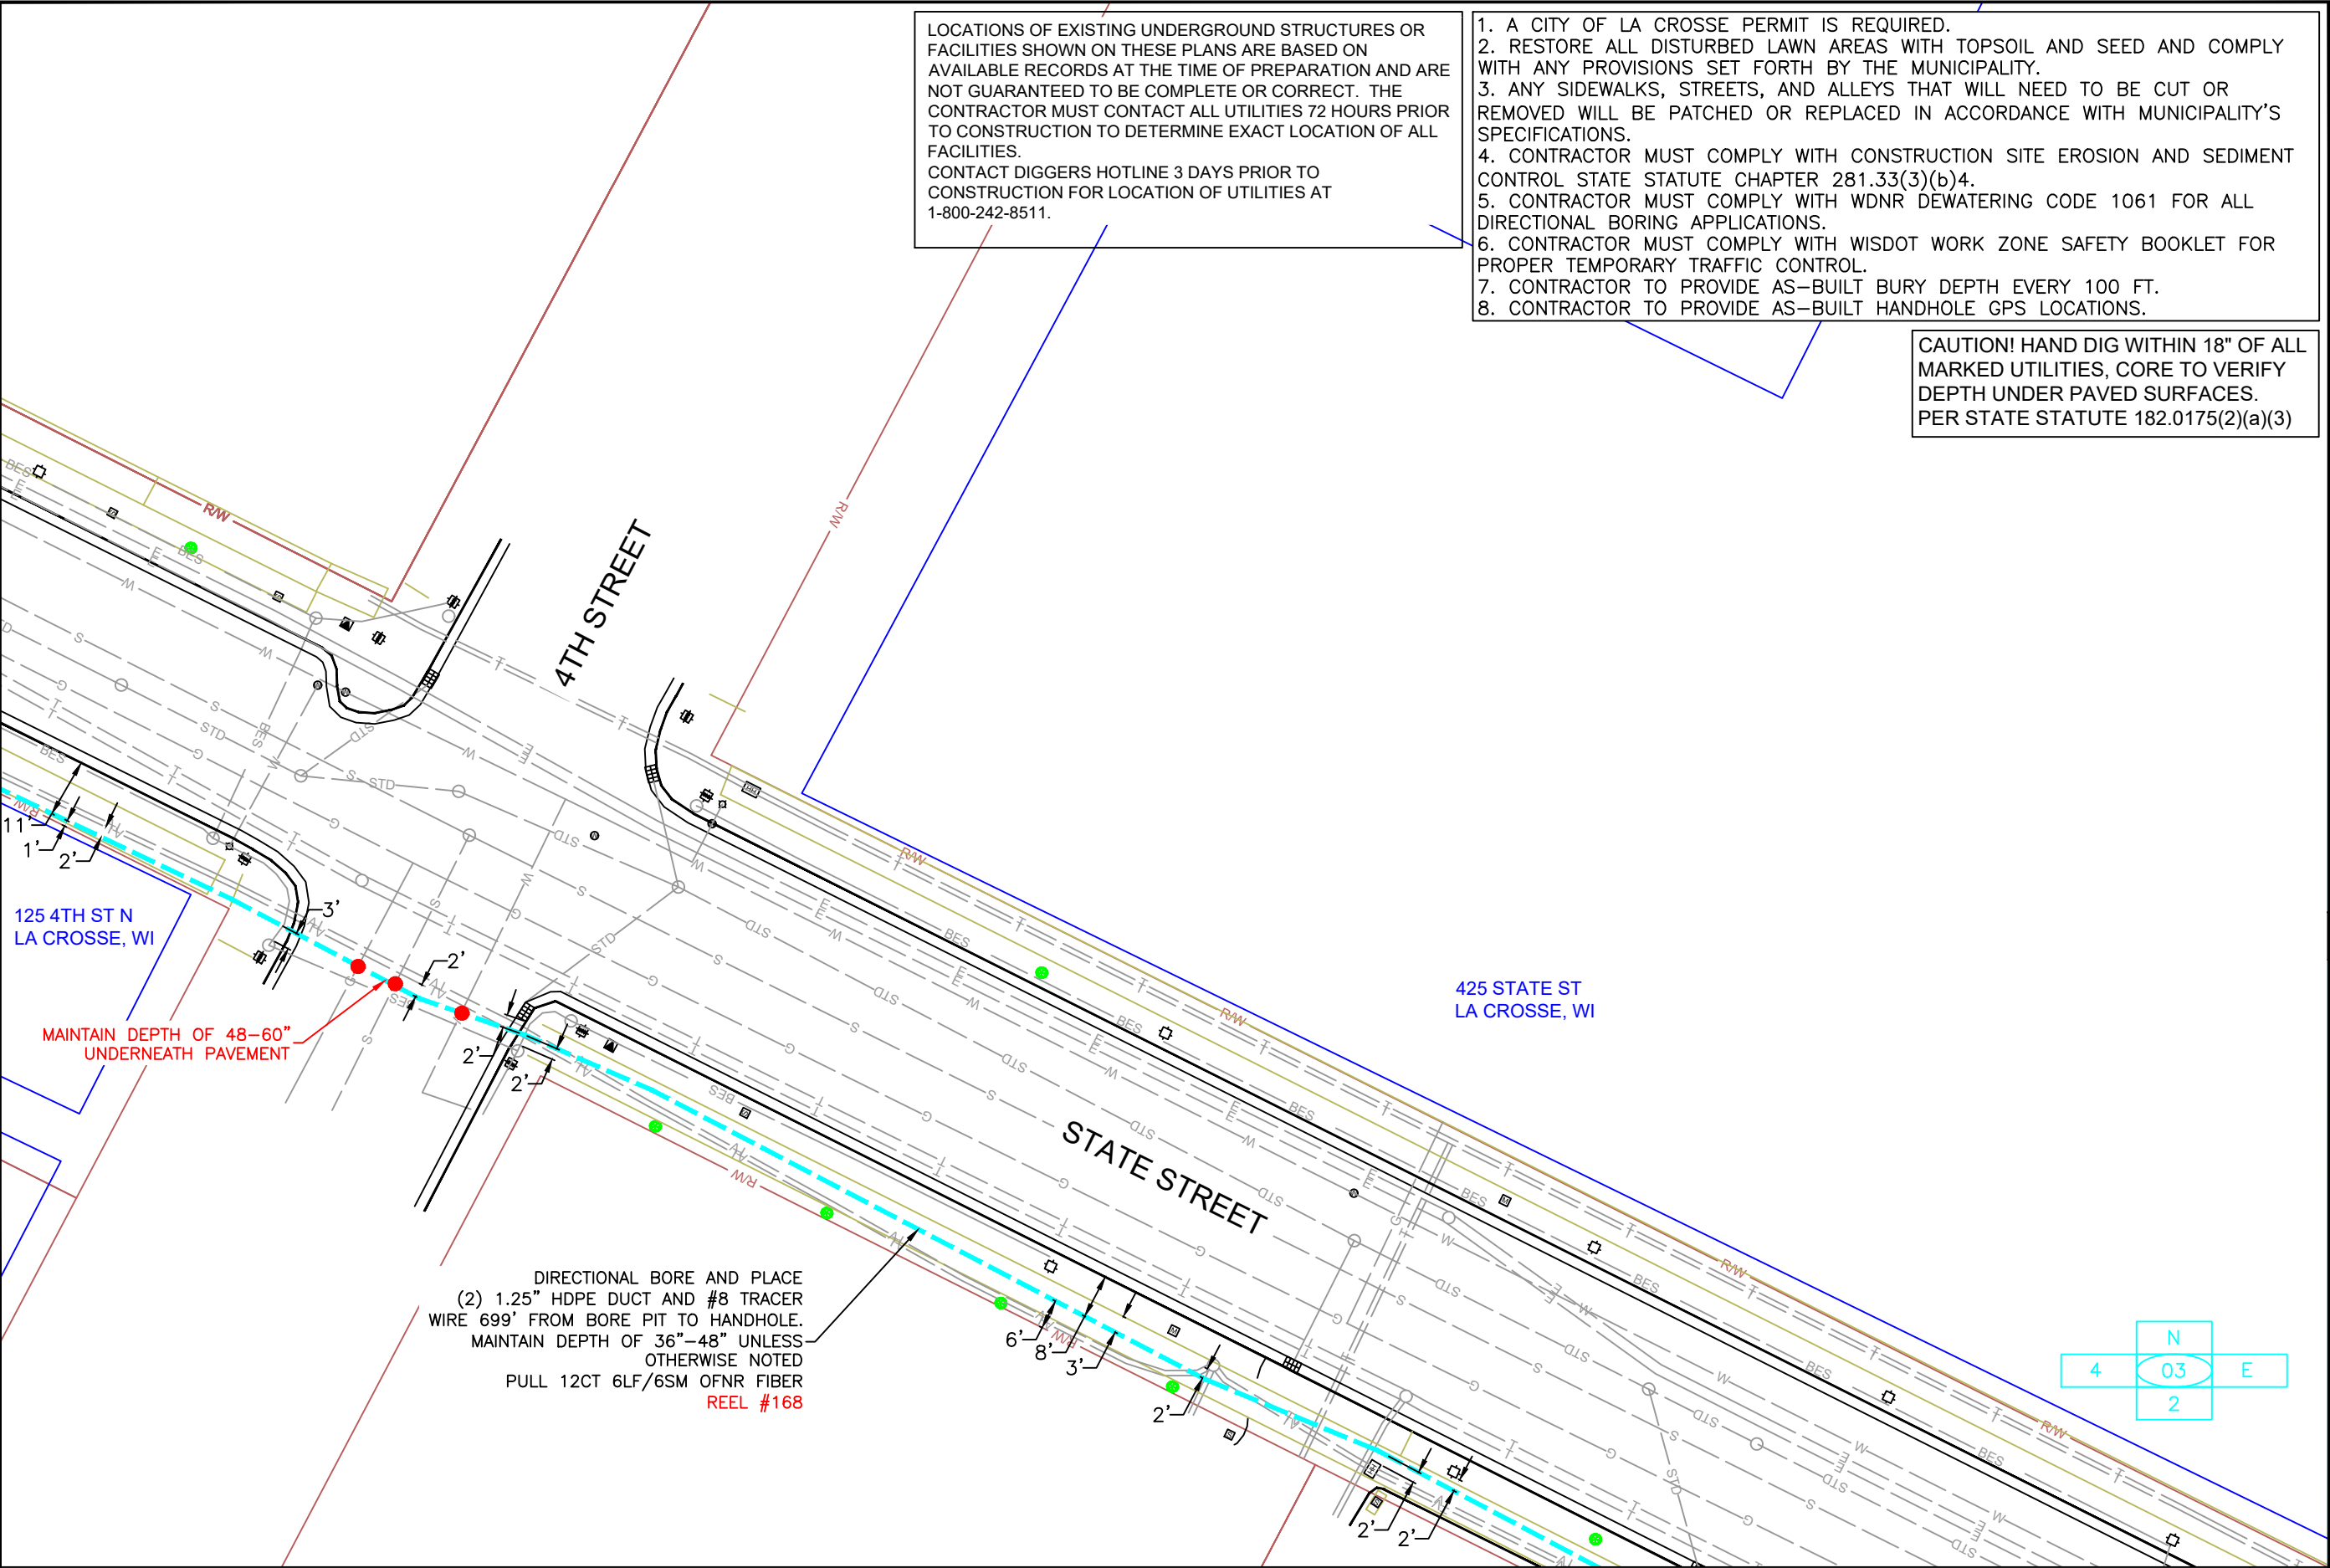 LOCATIONS OF EXISTING UNDERGROUND STRUCTURES OR
FACILITIES SHOWN ON THESE PLANS ARE BASED ON
AVAILABLE RECORDS AT THE TIME OF PREPARATION AND ARE
NOT GUARANTEED TO BE COMPLETE OR CORRECT. THE
CONTRACTOR MUST CONTACT ALL UTILITIES 72 HOURS PRIOR
TO CONSTRUCTION TO DETERMINE EXACT LOCATION OF ALL
FACILITIES.
CONTACT DIGGERS HOTLINE 3 DAYS PRIOR TO
CONSTRUCTION FOR LOCATION OF UTILITIES AT
1-800-242-8511.
1. A CITY OF LA CROSSE PERMIT IS REQUIRED.
2. RESTORE ALL DISTURBED LAWN AREAS WITH TOPSOIL AND SEED AND COMPLY
WITH ANY PROVISIONS SET FORTH BY THE MUNICIPALITY.
3. ANY SIDEWALKS, STREETS, AND ALLEYS THAT WILL NEED TO BE CUT OR
REMOVED WILL BE PATCHED OR REPLACED IN ACCORDANCE WITH MUNICIPALITY'S
SPECIFICATIONS.
4. CONTRACTOR MUST COMPLY WITH CONSTRUCTION SITE EROSION AND SEDIMENT
CONTROL STATE STATUTE CHAPTER 281.33(3)(b)4.
5. CONTRACTOR MUST COMPLY WITH WDNR DEWATERING CODE 1061 FOR ALL
DIRECTIONAL BORING APPLICATIONS.
6. CONTRACTOR MUST COMPLY WITH WISDOT WORK ZONE SAFETY BOOKLET FOR
PROPER TEMPORARY TRAFFIC CONTROL.
7. CONTRACTOR TO PROVIDE AS-BUILT BURY DEPTH EVERY 100 FT.
8. CONTRACTOR TO PROVIDE AS-BUILT HANDHOLE GPS LOCATIONS.
CAUTION! HAND DIG WITHIN 18" OF ALL
MARKED UTILITIES, CORE TO VERIFY
DEPTH UNDER PAVED SURFACES.
PER STATE STATUTE 182.0175(2)(a)(3)
R/W
R/W
4TH STREET
11'
1'
2'
125 4TH ST N
LA CROSSE, WI
3'
2'
MAINTAIN DEPTH OF 48-60"
UNDERNEATH PAVEMENT
2'
2'
425 STATE ST
LA CROSSE, WI
STATE STREET
DIRECTIONAL BORE AND PLACE
(2) 1.25" HDPE DUCT AND #8 TRACER
WIRE 699' FROM BORE PIT TO HANDHOLE.
MAINTAIN DEPTH OF 36"-48" UNLESS
OTHERWISE NOTED
PULL 12CT 6LF/6SM OFNR FIBER
REEL #168
6'
8'
3'
2'
2'
2'
N
4 03 E
2